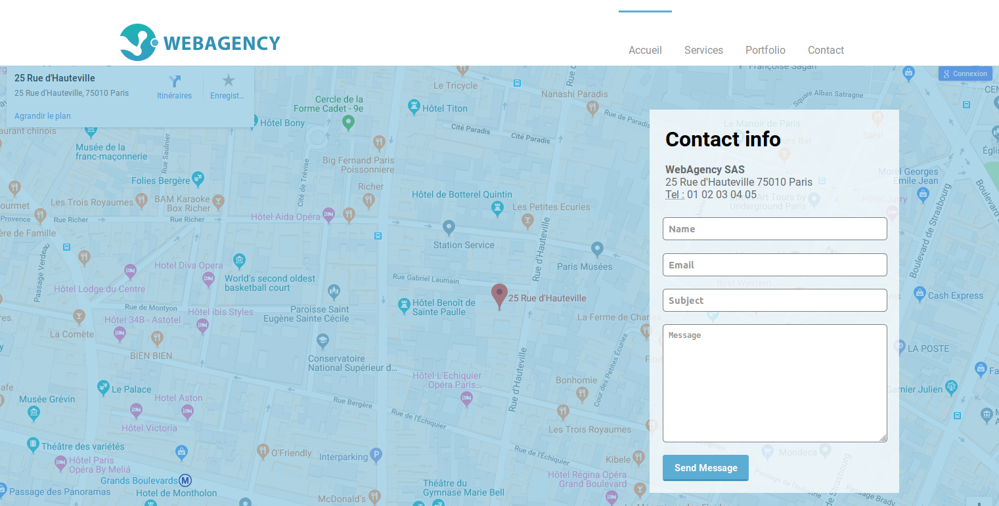 WEBAGENCY
Accueil
Services
Portfolio
Contact
25 Rue d'Hauteville
25 Rue d'Hauteville, 75010 Paris
Itinéraires
Enregist...
Agrandir le plan
Connexion
Françoise Sagan
Le Tricycle
Nanashi Paradis
Square Alban Satragne
Cercle de la
Forme Cadet - 9e
Hôtel Titon
Hôtel Bony
Rue de Paradis
Cité Paradis
Cité Paradis
aurant chinois
Musée de la
franc-maçonnerie
Rue Saulnier
Big Fernand Paris
Poissonniere
Cité de Trévise
Folies Bergère
Richer
Les Trois Royaumes
BAM Karaoke
Box Richer
Hôtel de Botterel Quintin
Les Petites Ecuries
ourmet
Provence
Rue Richer
Rue Richer
Hôtel Aida Opéra
ère de Famille
Station Service
Rue d'Hauteville
Passage Verdeau
Hotel Diva Opera
Paris Musées
World's second oldest
basketball court
Rue Gabriel Laumain
Hôtel Lodge du Centre
25 Rue d'Hauteville
Hôtel Benoît de
Sainte Paulle
Rue de Montyon
Hôtel ibis Styles
Paroisse Saint
Eugène Sainte Cécile
Hôtel 34B - Astotel
La Ferme de Charles
La Comète
BIEN BIEN
Conservatoire
National Supérieur d...
Rue d'Hauteville
Cour des Petites Écuries
Hôtel L'Echiquier
Opéra Paris...
Bonhomie
Le Palace
Musée Grévin
Hotel Aston
Rue Bergère
Rue de l'Échiquier
Hôtel Victoria
Les Trois Royaumes
Théâtre des variétés
O'Friendly
Interparking
Rue de l'Échiquier
Kibele
Hôtel Paris
Opéra By Meliá
Grands Boulevards
M
Hôtel Régina Opéra
Grand Boulevard
Passage des Panoramas
Hotel de Montholon
Théâtre du
Gymnase Marie Bell
McDonald's
Le Manoir de Paris
Sahil
Contact info
WebAgency SAS
25 Rue d'Hauteville 75010 Paris
Tel : 01 02 03 04 05
Art Tours by
Underground Paris
Morel Georges
Emile Jean
Hôtel Jarry
Boulevard de Strasbourg
Name
Email
Best Western
Subject
Cash Express
Message
LA POSTE
Garnier Julien
Mondeca
Send Message
Passage de l'Industrie
Passage Brady